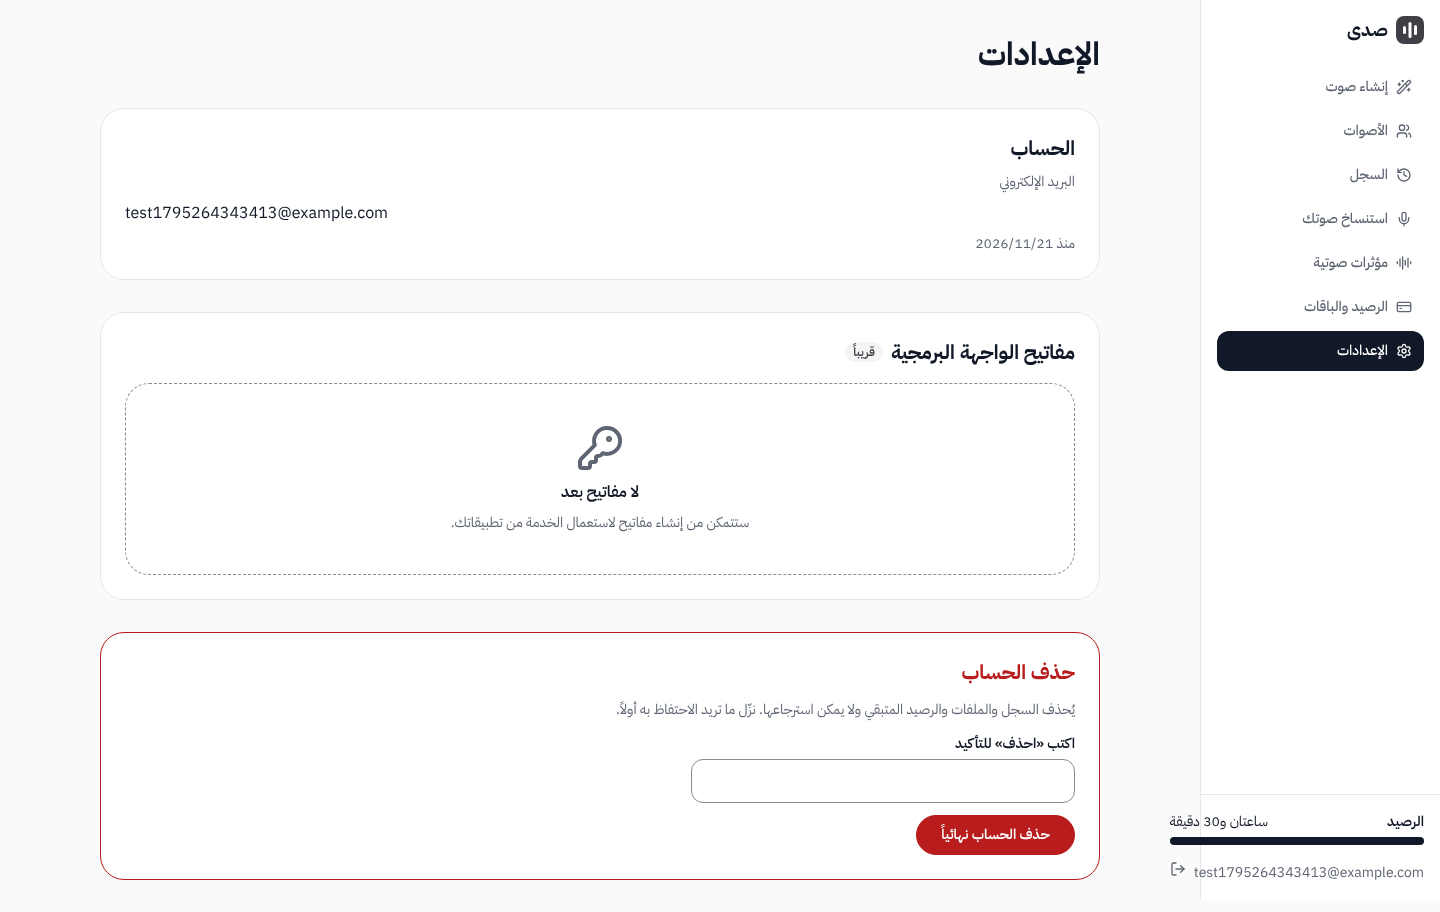 صدى
إنشاء صوت
الأصوات
السجل
استنساخ صوتك
مؤثرات صوتية
الرصيد والباقات
الإعدادات
الرصيد
ساعتان و30 دقيقة
test1795264343413@example.com
الإعدادات
الحساب
البريد الإلكتروني
test1795264343413@example.com
منذ 2026/11/21
مفاتيح الواجهة البرمجية
قريباً
لا مفاتيح بعد
ستتمكن من إنشاء مفاتيح لاستعمال الخدمة من تطبيقاتك.
حذف الحساب
يُحذف السجل والملفات والرصيد المتبقي ولا يمكن استرجاعها. نزّل ما تريد الاحتفاظ به أولاً.
اكتب «احذف» للتأكيد
حذف الحساب نهائياً